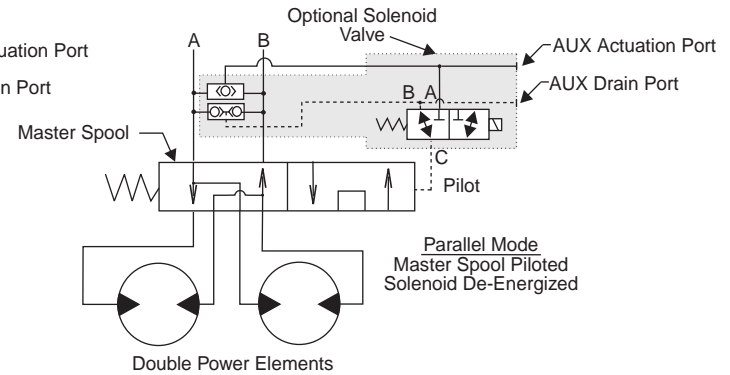 Optional Solenoid
Valve
A
B
AUX Actuation Port
uation Port
AUX Drain Port
n Port
B A
Master Spool
C
Pilot
Parallel Mode
Master Spool Piloted
Solenoid De-Energized
Double Power Elements